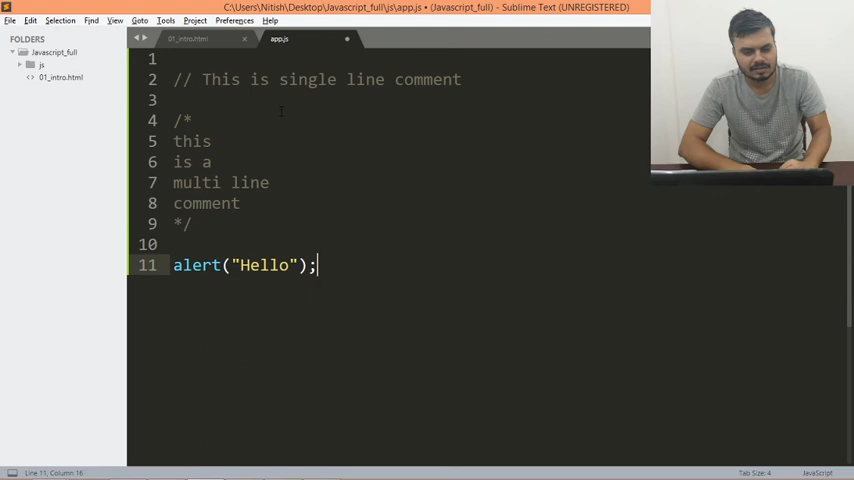 C:\Users\Nitish\Desktop\Javascript_full\js\app.js • (Javascript_full) - Sublime Text (UNREGISTERED)
File Edit Selection Find View Goto Tools Project Preferences Help
FOLDERS
Javascript_full
js
01_intro.html
01_intro.html
app.js
1
2 // This is single line comment
3
4 /*
5 this
6 is a
7 multi line
8 comment
9 */
10
11 alert("Hello");
Line 11, Column 16
Tab Size: 4
JavaScript